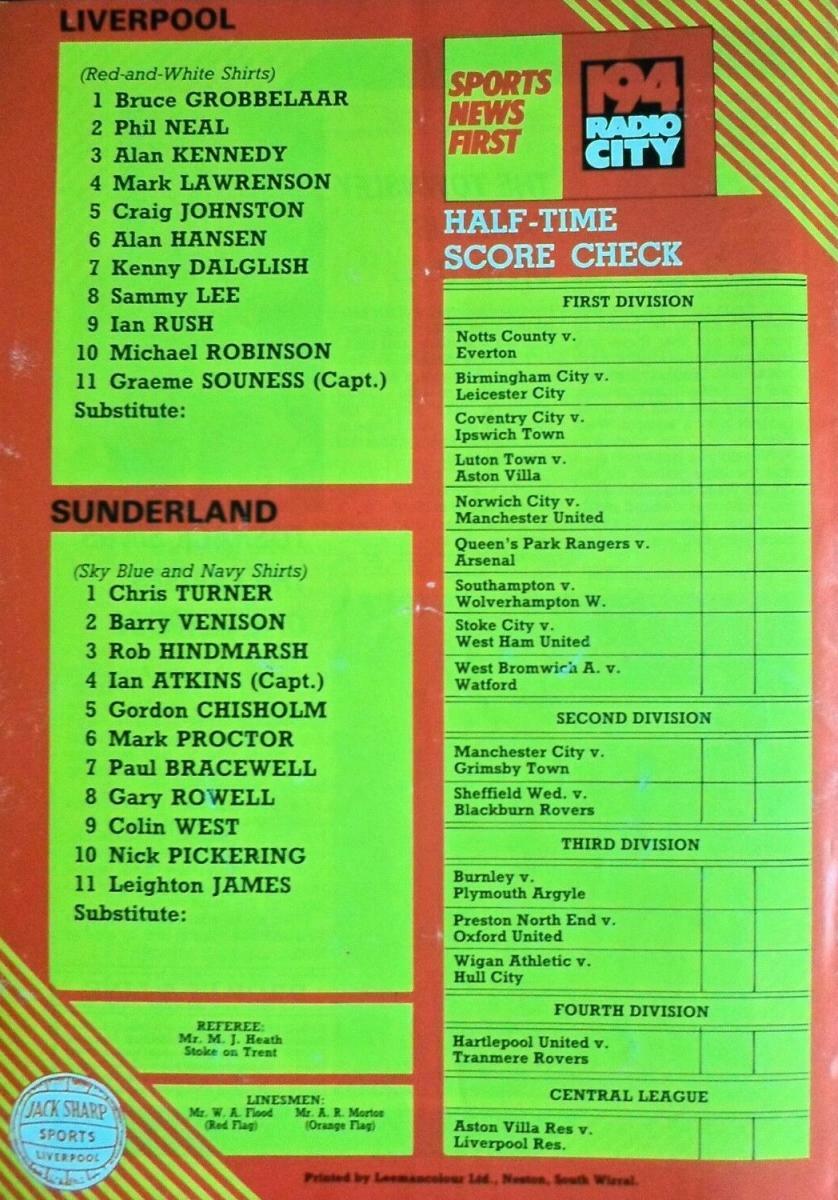 LIVERPOOL
(Red-and-White Shirts)
1 Bruce GROBBELAAR
2 Phil NEAL
3 Alan KENNEDY
4 Mark LAWRENSON
5 Craig JOHNSTON
6 Alan HANSEN
7 Kenny DALGLISH
8 Sammy LEE
9 Ian RUSH
10 Michael ROBINSON
11 Graeme SOUNESS (Capt.)
Substitute:
SUNDERLAND
(Sky Blue and Navy Shirts)
1 Chris TURNER
2 Barry VENISON
3 Rob HINDMARSH
4 Ian ATKINS (Capt.)
5 Gordon CHISHOLM
6 Mark PROCTOR
7 Paul BRACEWELL
8 Gary ROWELL
9 Colin WEST
10 Nick PICKERING
11 Leighton JAMES
Substitute:
REFEREE:
Mr. M. J. Heath
Stoke on Trent
LINESMEN:
Mr. W. A. Flood Mr. A. R. Mortos
(Red Flag) (Orange Flag)
JACK SHARP
SPORTS
LIVERPOOL
SPORTS
NEWS
FIRST
194
RADIO
CITY
HALF-TIME
SCORE CHECK
FIRST DIVISION
Notts County v.
Everton
Birmingham City v.
Leicester City
Coventry City v.
Ipswich Town
Luton Town v.
Aston Villa
Norwich City v.
Manchester United
Queen's Park Rangers v.
Arsenal
Southampton v.
Wolverhampton W.
Stoke City v.
West Ham United
West Bromwich A. v.
Watford
SECOND DIVISION
Manchester City v.
Grimsby Town
Sheffield Wed. v.
Blackburn Rovers
THIRD DIVISION
Burnley v.
Plymouth Argyle
Preston North End v.
Oxford United
Wigan Athletic v.
Hull City
FOURTH DIVISION
Hartlepool United v.
Tranmere Rovers
CENTRAL LEAGUE
Aston Villa Res v.
Liverpool Res.
Printed by Leemancolour Ltd., Neston, South Wirral.